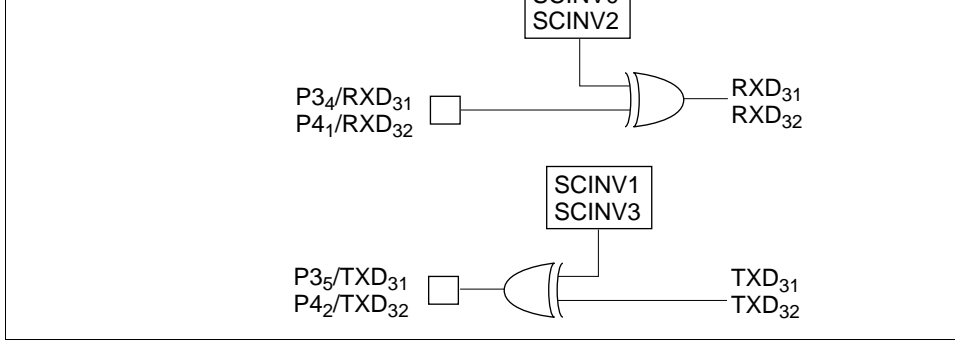 SCINV2
P3₄/RXD₃₁
P4₁/RXD₃₂
RXD₃₁
RXD₃₂
SCINV1
SCINV3
P3₅/TXD₃₁
P4₂/TXD₃₂
TXD₃₁
TXD₃₂